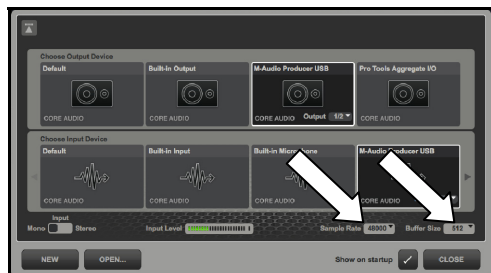 Choose Output Device
Default
Built-In Output
M-Audio Producer USB
Pro Tools Aggregate I/O
CORE AUDIO
CORE AUDIO
CORE AUDIO Output 1/2
CORE AUDIO
Choose Input Device
Default
Built-in Input
Built-in Microphone
M-Audio Producer USB
CORE AUDIO
CORE AUDIO
CORE AUDIO
CORE AUDIO
Input
Mono Stereo
Input Level
Sample Rate 48000
Buffer Size 512
NEW OPEN... Show on startup CLOSE